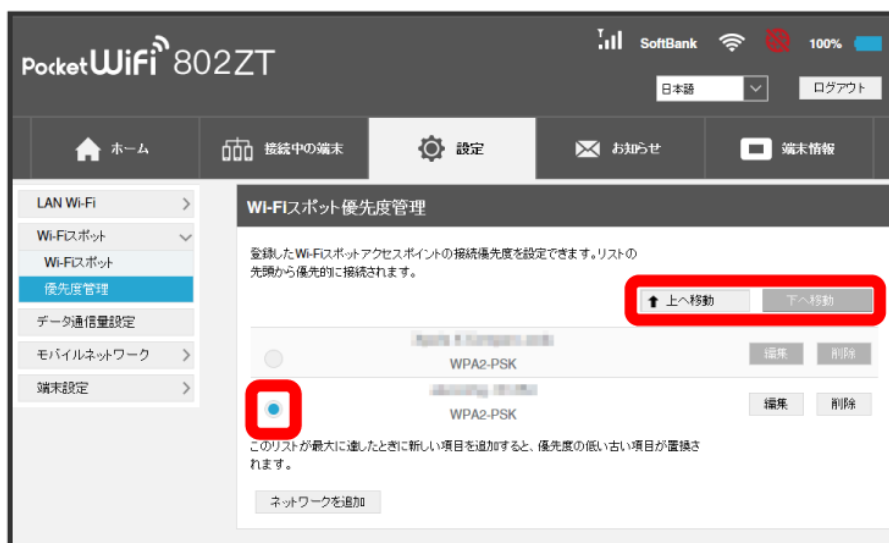 PocketWiFi 802ZT
SoftBank 100%
日本語 ログアウト
ホーム 接続中の端末 設定 お知らせ 端末情報
LAN Wi-Fi
Wi-Fiスポット
Wi-Fiスポット
優先度管理
データ通信量設定
モバイルネットワーク
端末設定
Wi-Fiスポット優先度管理
登録したWi-Fiスポットアクセスポイントの接続優先度を設定できます。リストの
先頭から優先的に接続されます。
上へ移動 下へ移動
WPA2-PSK 編集 削除
WPA2-PSK 編集 削除
このリストが最大に達したときに新しい項目を追加すると、優先度の低い古い項目が置換さ
れます。
ネットワークを追加